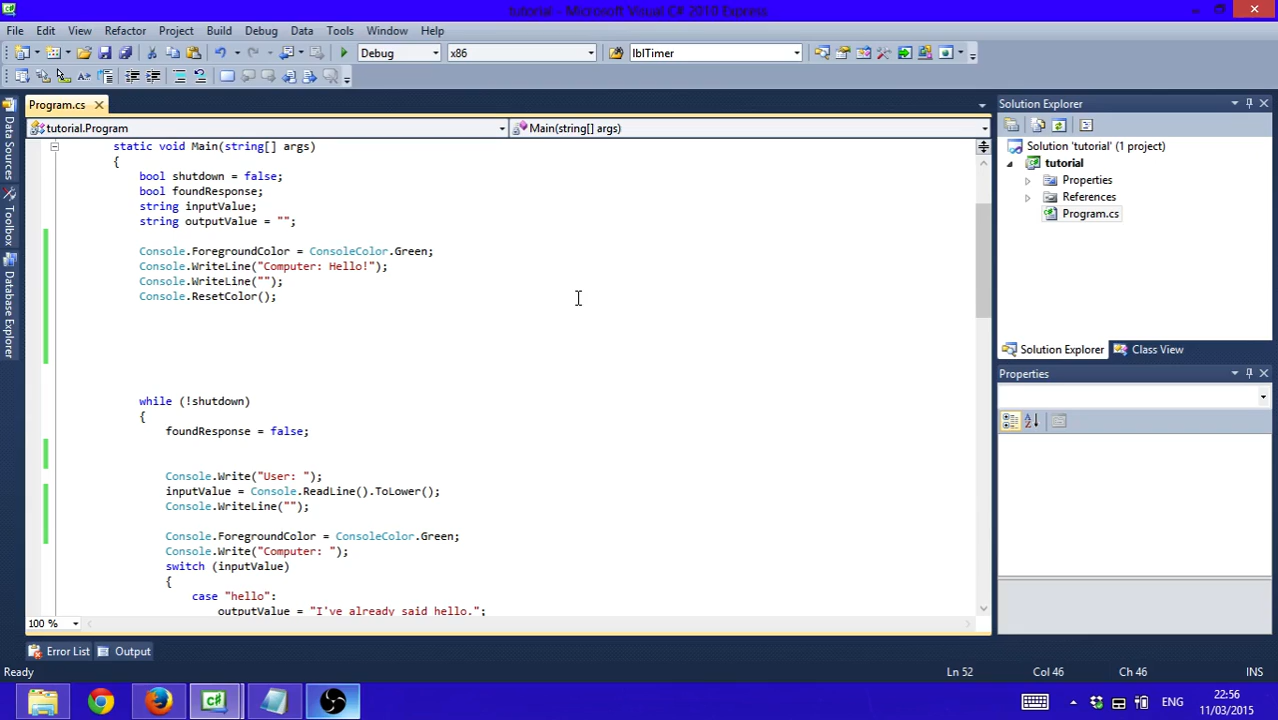 tutorial - Microsoft Visual C# 2010 Express
File Edit View Refactor Project Build Debug Data Tools Window Help
Debug x86 lblTimer
Program.cs
Solution Explorer
tutorial.Program Main(string[] args)
Data Sources
Toolbox
Database Explorer
static void Main(string[] args)
{
bool shutdown = false;
bool foundResponse;
string inputValue;
string outputValue = "";
Console.ForegroundColor = ConsoleColor.Green;
Console.WriteLine("Computer: Hello!");
Console.WriteLine("");
Console.ResetColor();
while (!shutdown)
{
foundResponse = false;
Console.Write("User: ");
inputValue = Console.ReadLine().ToLower();
Console.WriteLine("");
Console.ForegroundColor = ConsoleColor.Green;
Console.Write("Computer: ");
switch (inputValue)
{
case "hello":
outputValue = "I've already said hello.";
Solution 'tutorial' (1 project)
tutorial
Properties
References
Program.cs
Solution Explorer Class View
Properties
100 %
Error List Output
Ready Ln 52 Col 46 Ch 46 INS
ENG
22:56
11/03/2015